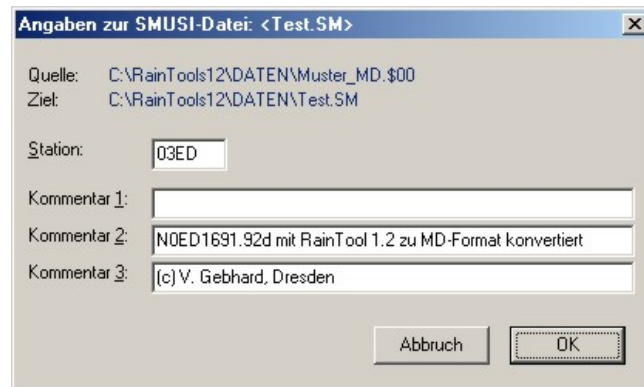 Angaben zur SMUSI-Datei: <Test.SM>
Quelle: C:\RainTools12\DATEN\Muster_MD.$00
Ziel: C:\RainTools12\DATEN\Test.SM
Station: 03ED
Kommentar 1:
Kommentar 2: N0ED1691.92d mit RainTool 1.2 zu MD-Format konvertiert
Kommentar 3: (c) V. Gebhard, Dresden
Abbruch OK